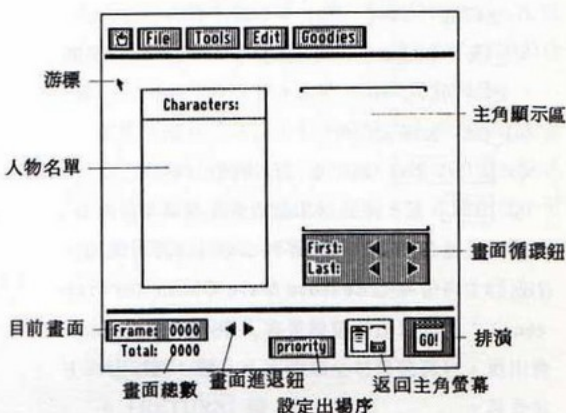 File Tools Edit Goodies
游標
Characters:
主角顯示區
人物名單
First:
Last:
畫面循環鈕
目前畫面
Frame: 0000
Total: 0000
priority
GO!
排演
畫面總數
畫面進退鈕
設定出場序
返回主角螢幕